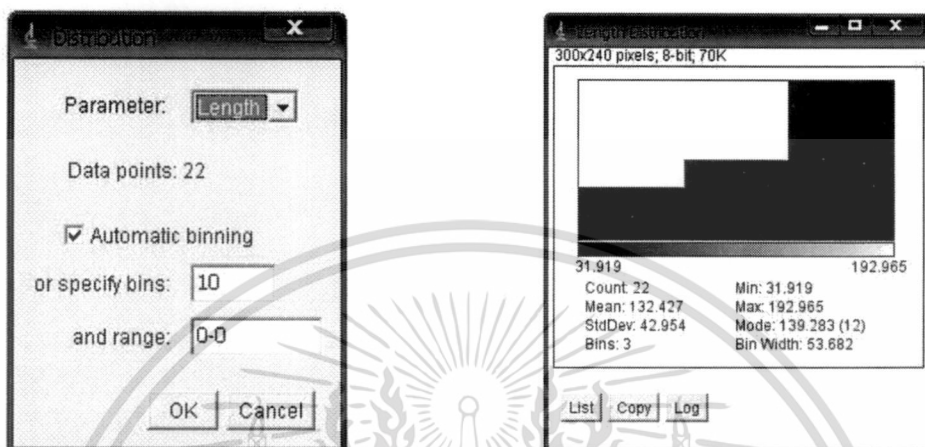 Distribution
Parameter: Length
Data points: 22
Automatic binning
or specify bins: 10
and range: 0-0
OK Cancel
Length Distribution
300x240 pixels; 8-bit; 70K
31.919 192.965
Count: 22 Min: 31.919
Mean: 132.427 Max: 192.965
StdDev: 42.954 Mode: 139.283 (12)
Bins: 3 Bin Width: 53.682
List Copy Log